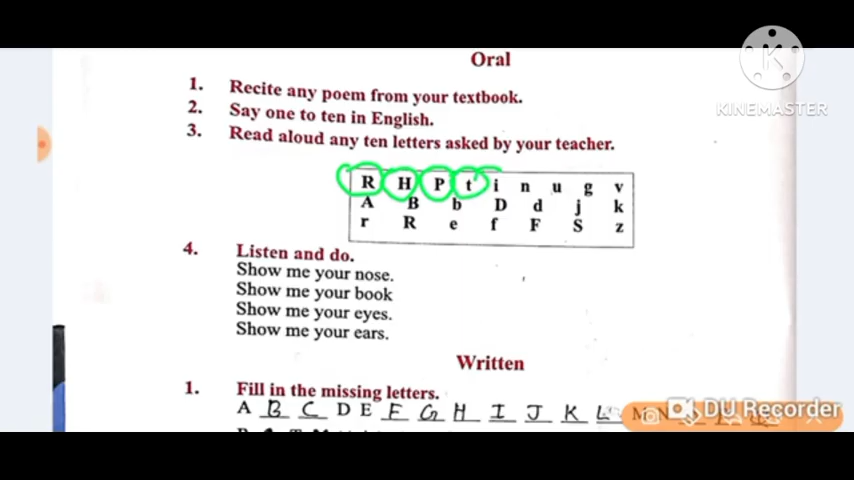 Oral
KINEMASTER
1. Recite any poem from your textbook.
2. Say one to ten in English.
3. Read aloud any ten letters asked by your teacher.
R H P t i n u g v
A B b D d j k
r R e f F S z
4. Listen and do.
Show me your nose.
Show me your book
Show me your eyes.
Show me your ears.
Written
1. Fill in the missing letters.
A B C D E F G H I J K L M N
DU Recorder